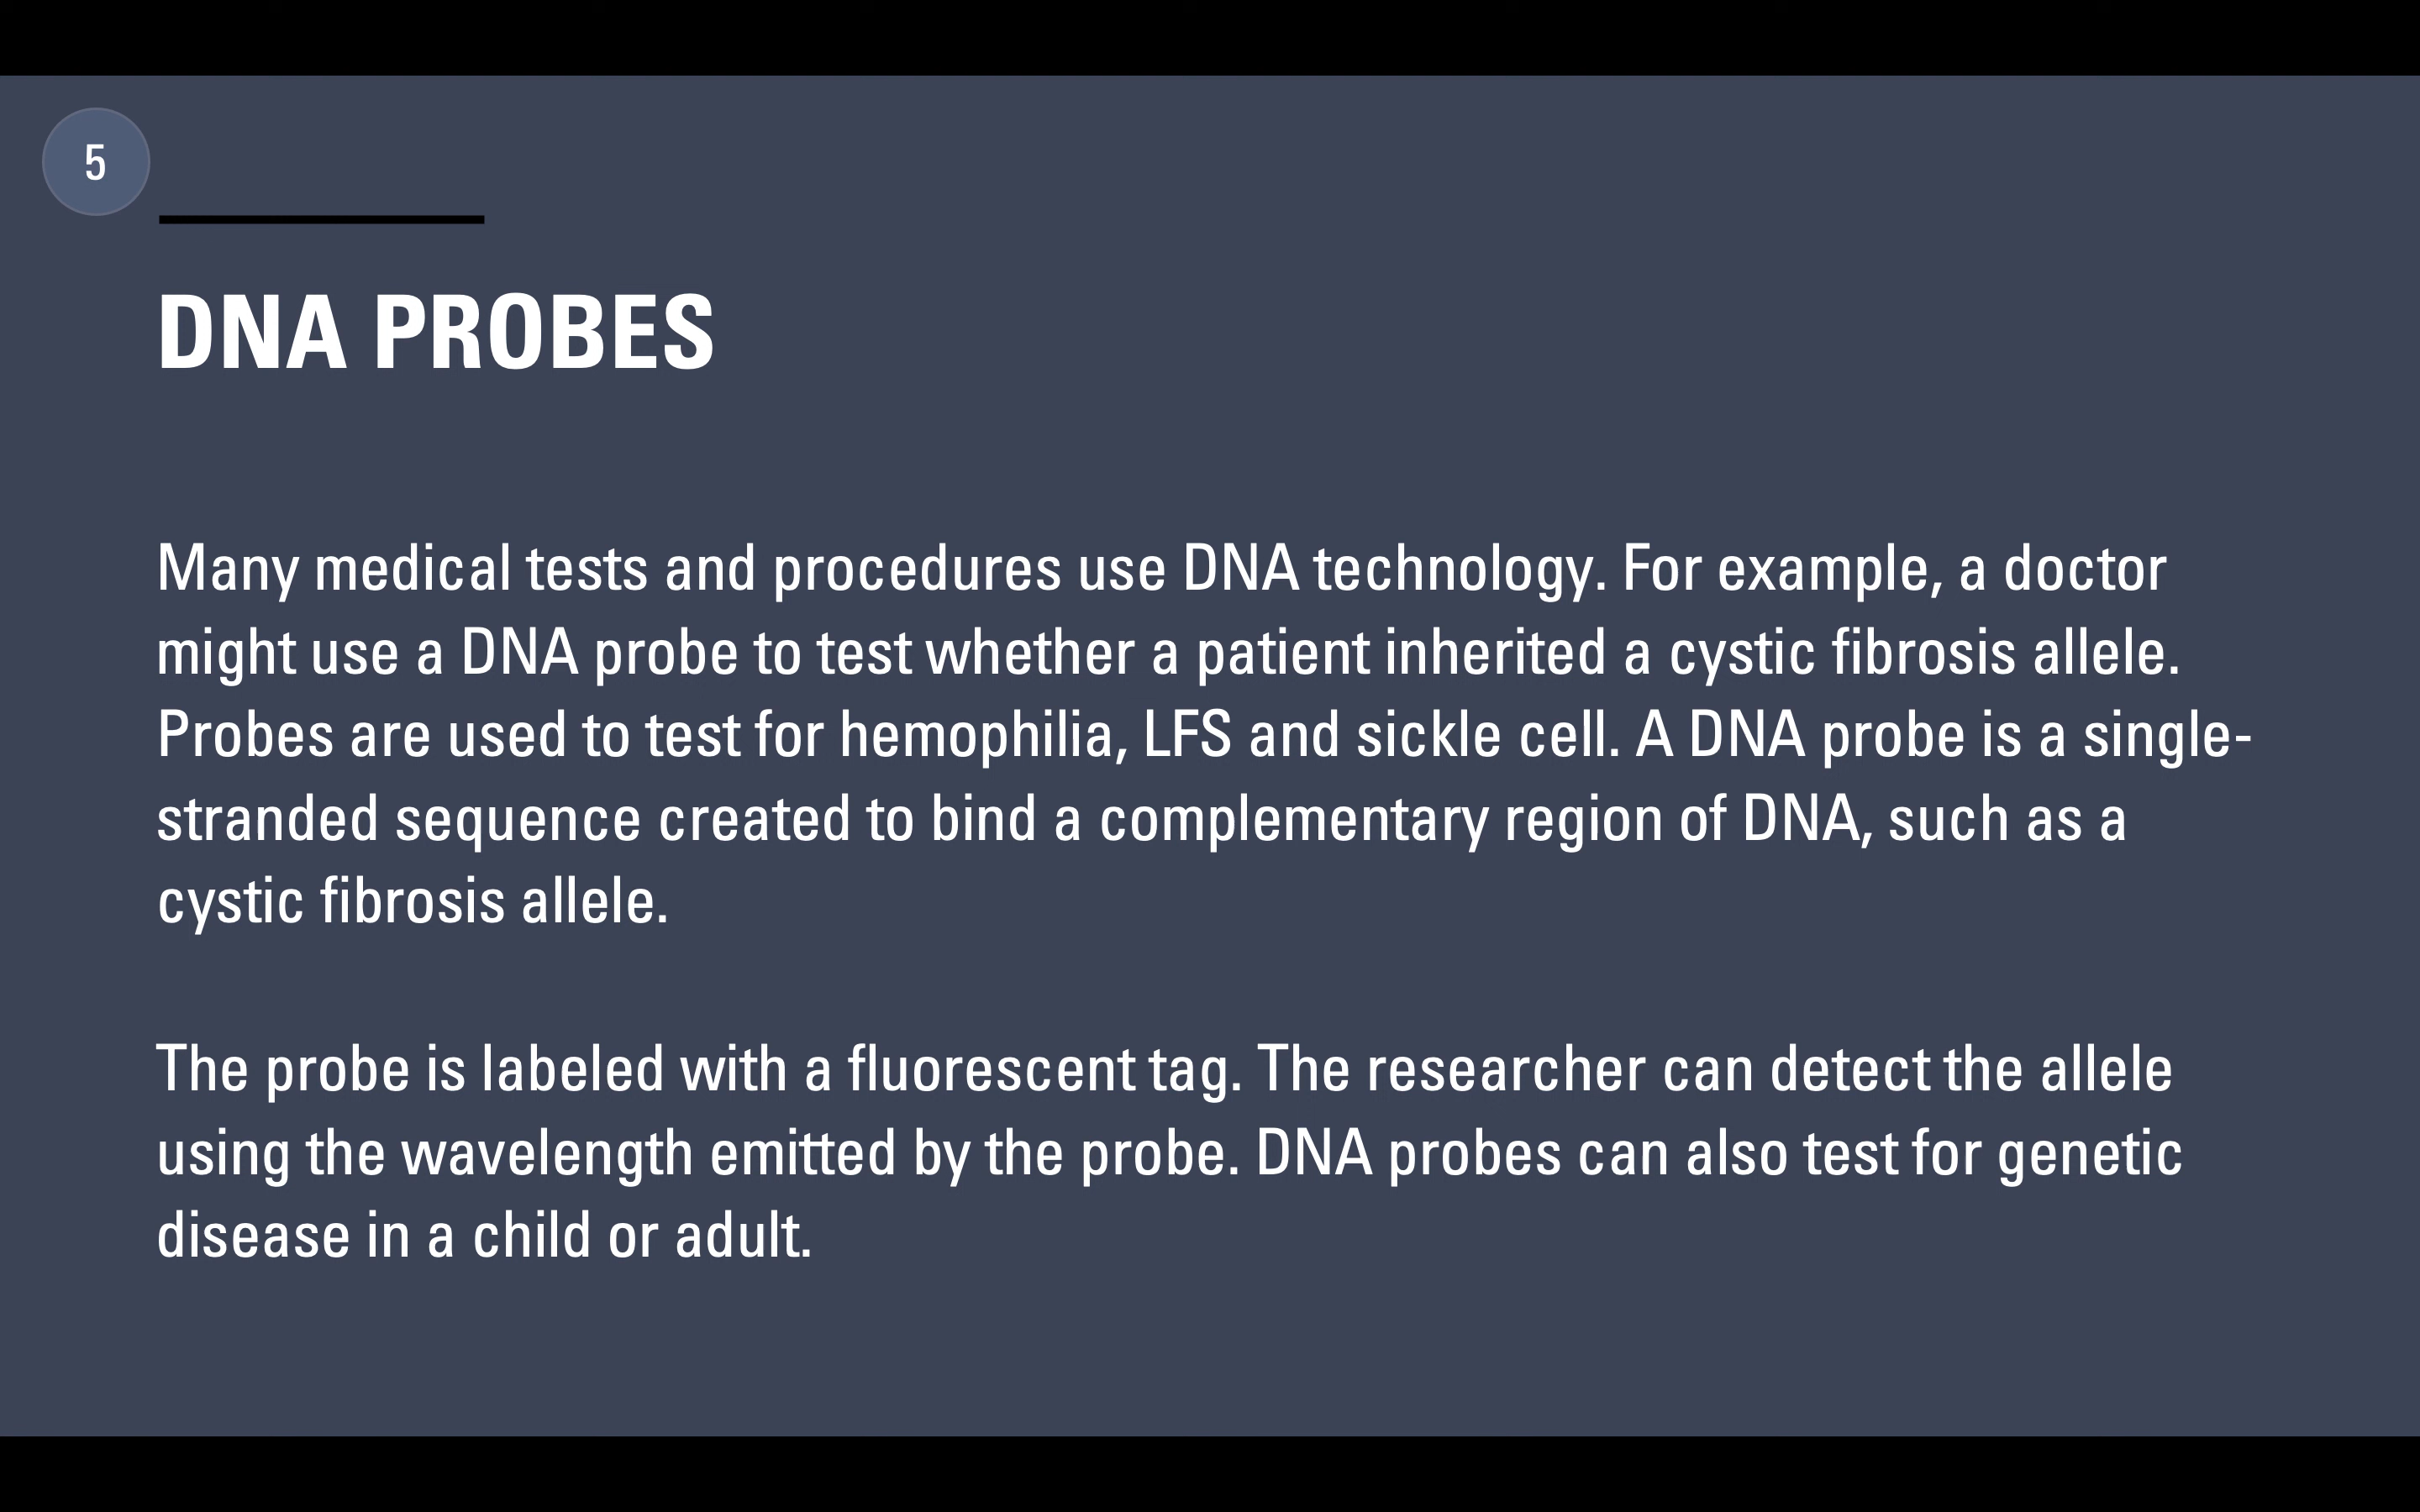 5
DNA PROBES
Many medical tests and procedures use DNA technology. For example, a doctor
might use a DNA probe to test whether a patient inherited a cystic fibrosis allele.
Probes are used to test for hemophilia, LFS and sickle cell. A DNA probe is a single-
stranded sequence created to bind a complementary region of DNA, such as a
cystic fibrosis allele.
The probe is labeled with a fluorescent tag. The researcher can detect the allele
using the wavelength emitted by the probe. DNA probes can also test for genetic
disease in a child or adult.